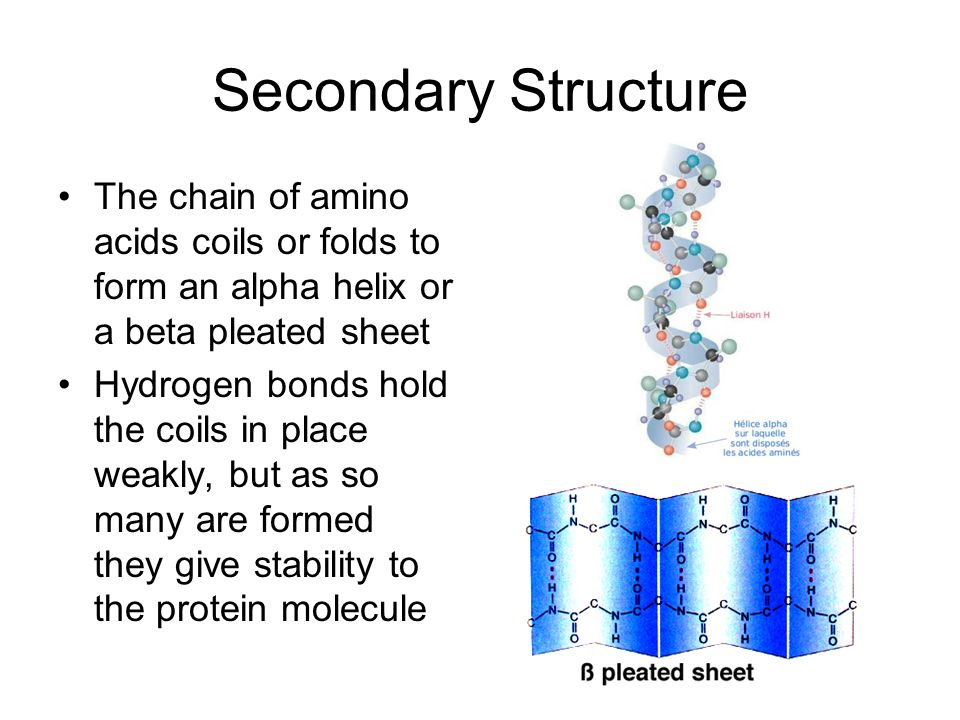 Secondary Structure
• The chain of amino
acids coils or folds to
form an alpha helix or
a beta pleated sheet
• Hydrogen bonds hold
the coils in place
weakly, but as so
many are formed
they give stability to
the protein molecule
Liaison H
Hélice alpha
sur laquelle
sont disposés
les acides aminés
H O H O H
N C C N C C N C
C C N C C N C C
O H O H O
H O H O H
N C C N C C N C
C N C C N C
O H O H O
ß pleated sheet